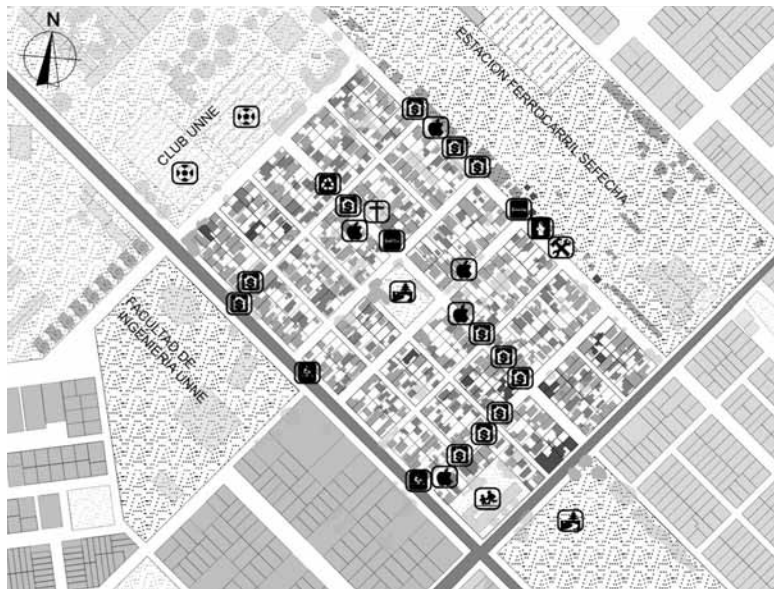 N
ESTACION FERROCARRIL SEFECHA
CLUB UNNE
FACULTAD DE
INGENIERIA UNNE